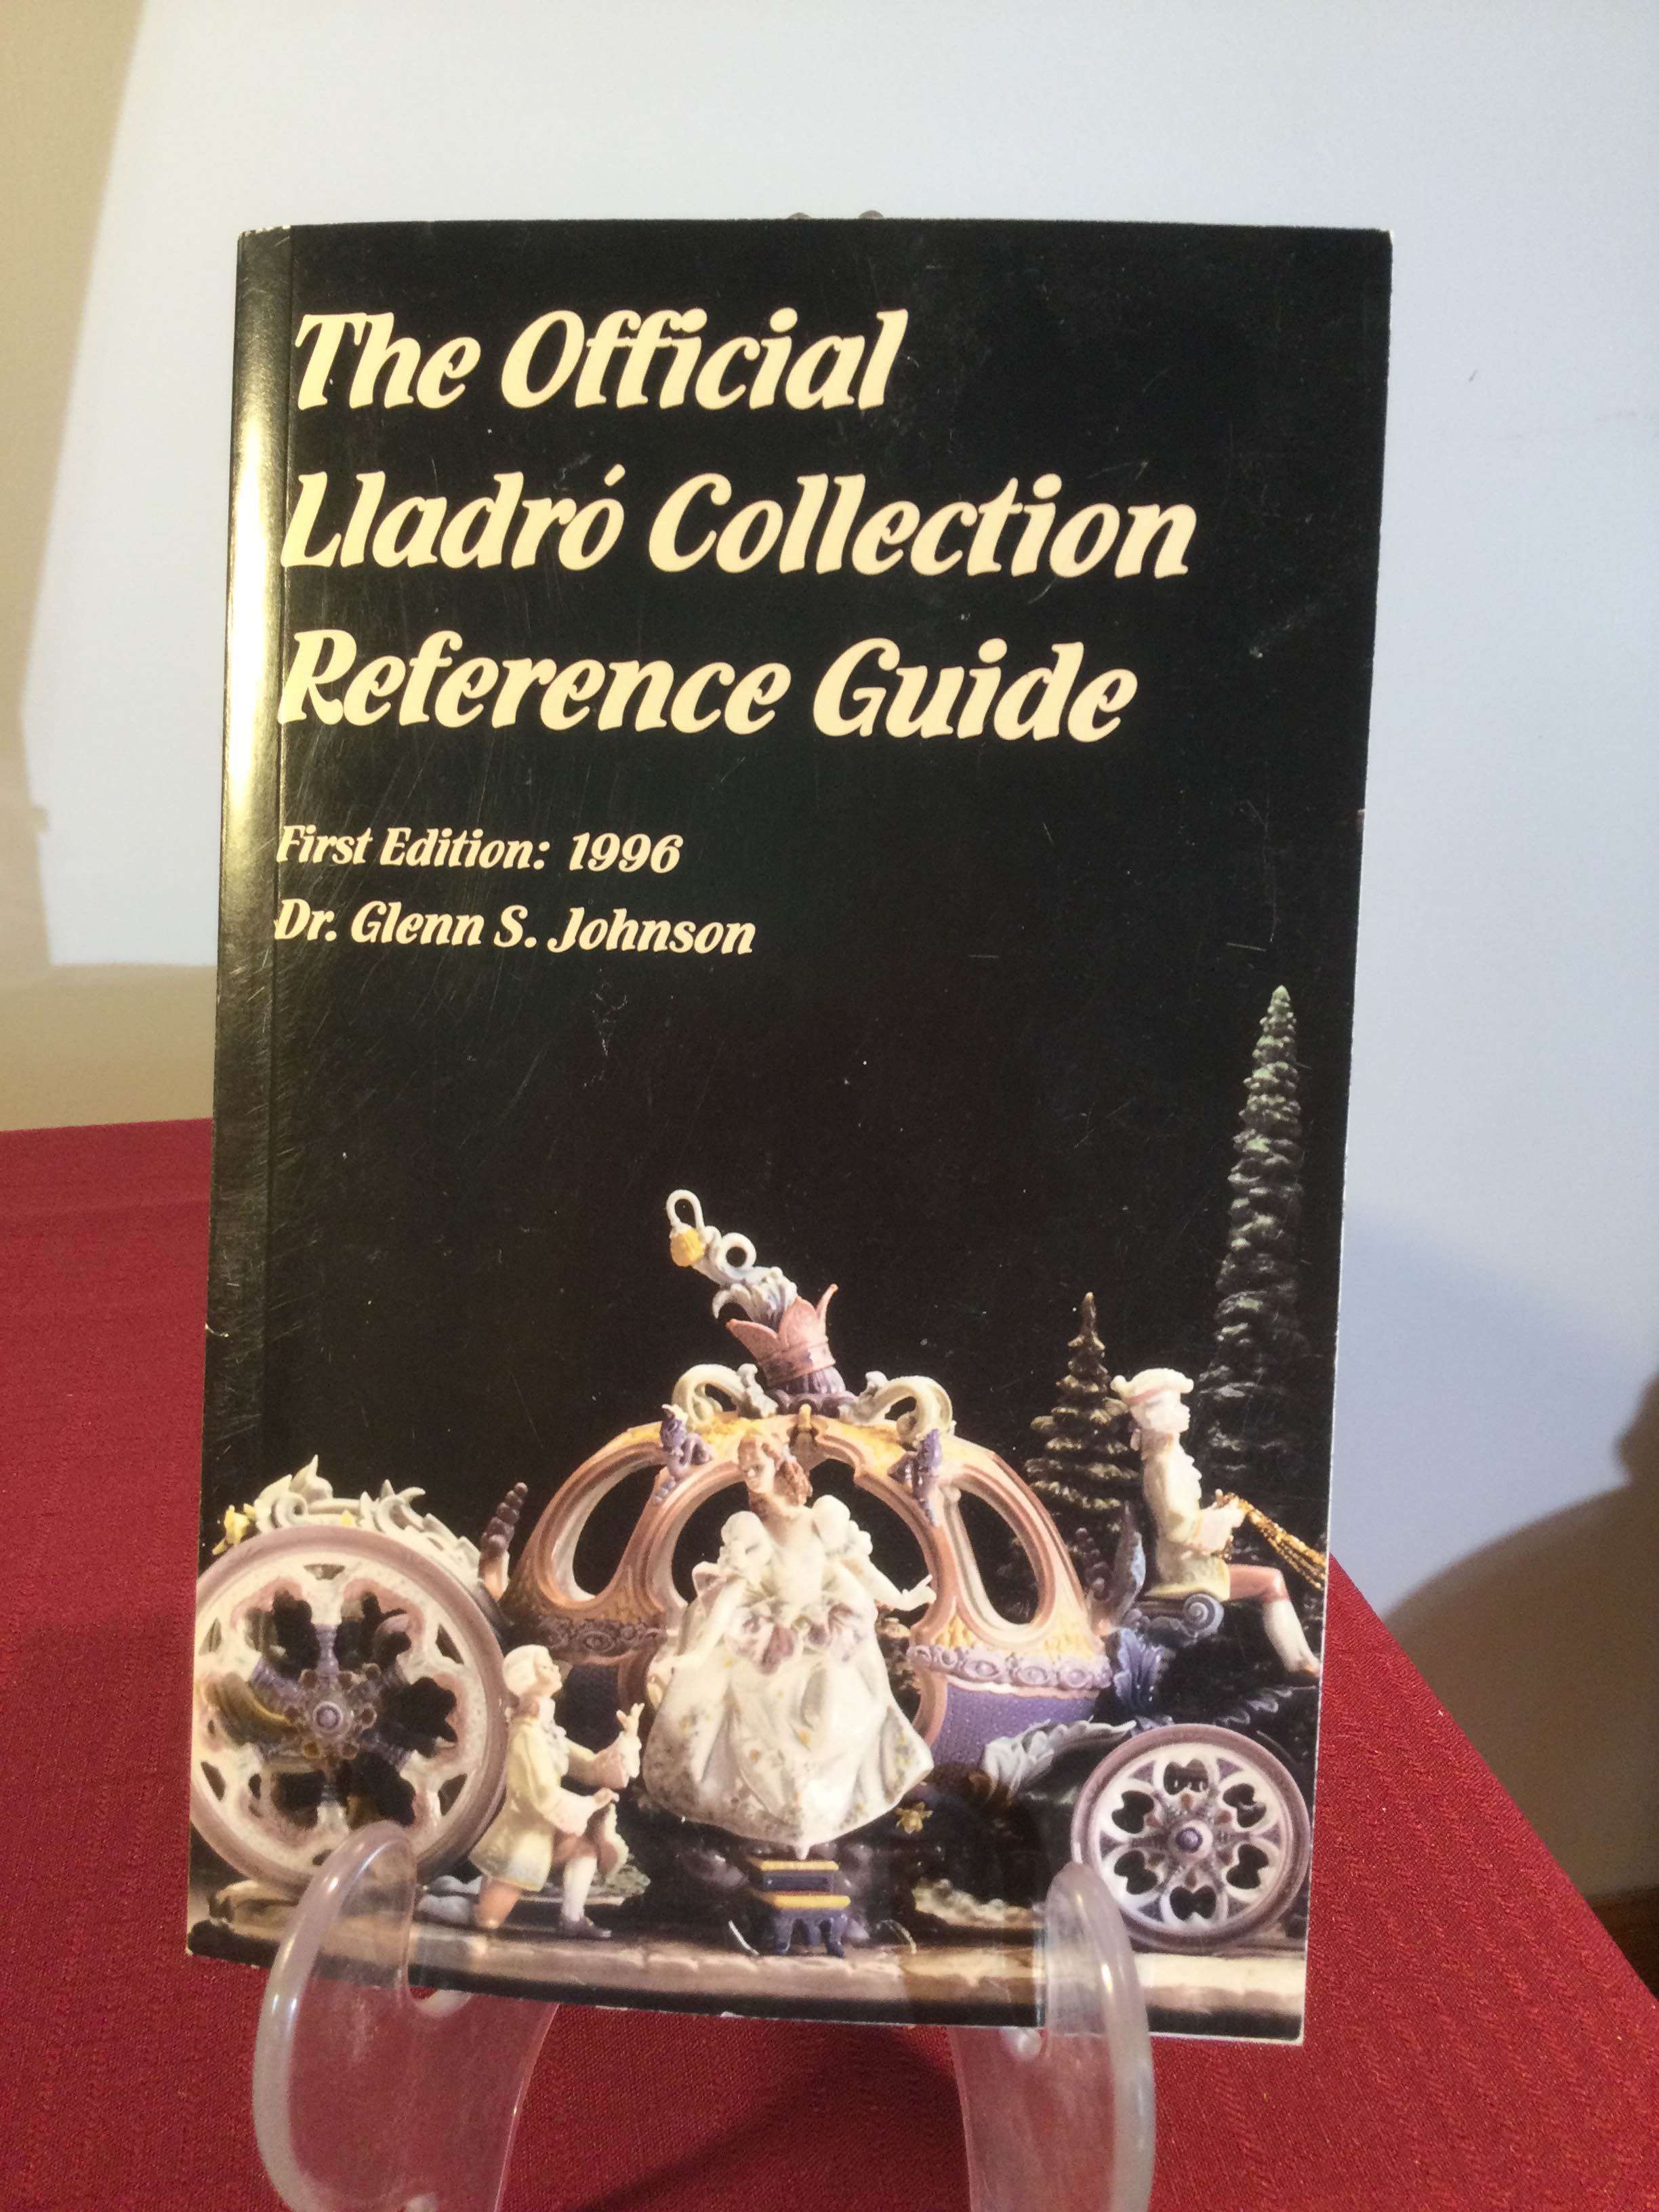 The Official
Lladró Collection
Reference Guide
First Edition: 1996
Dr. Glenn S. Johnson